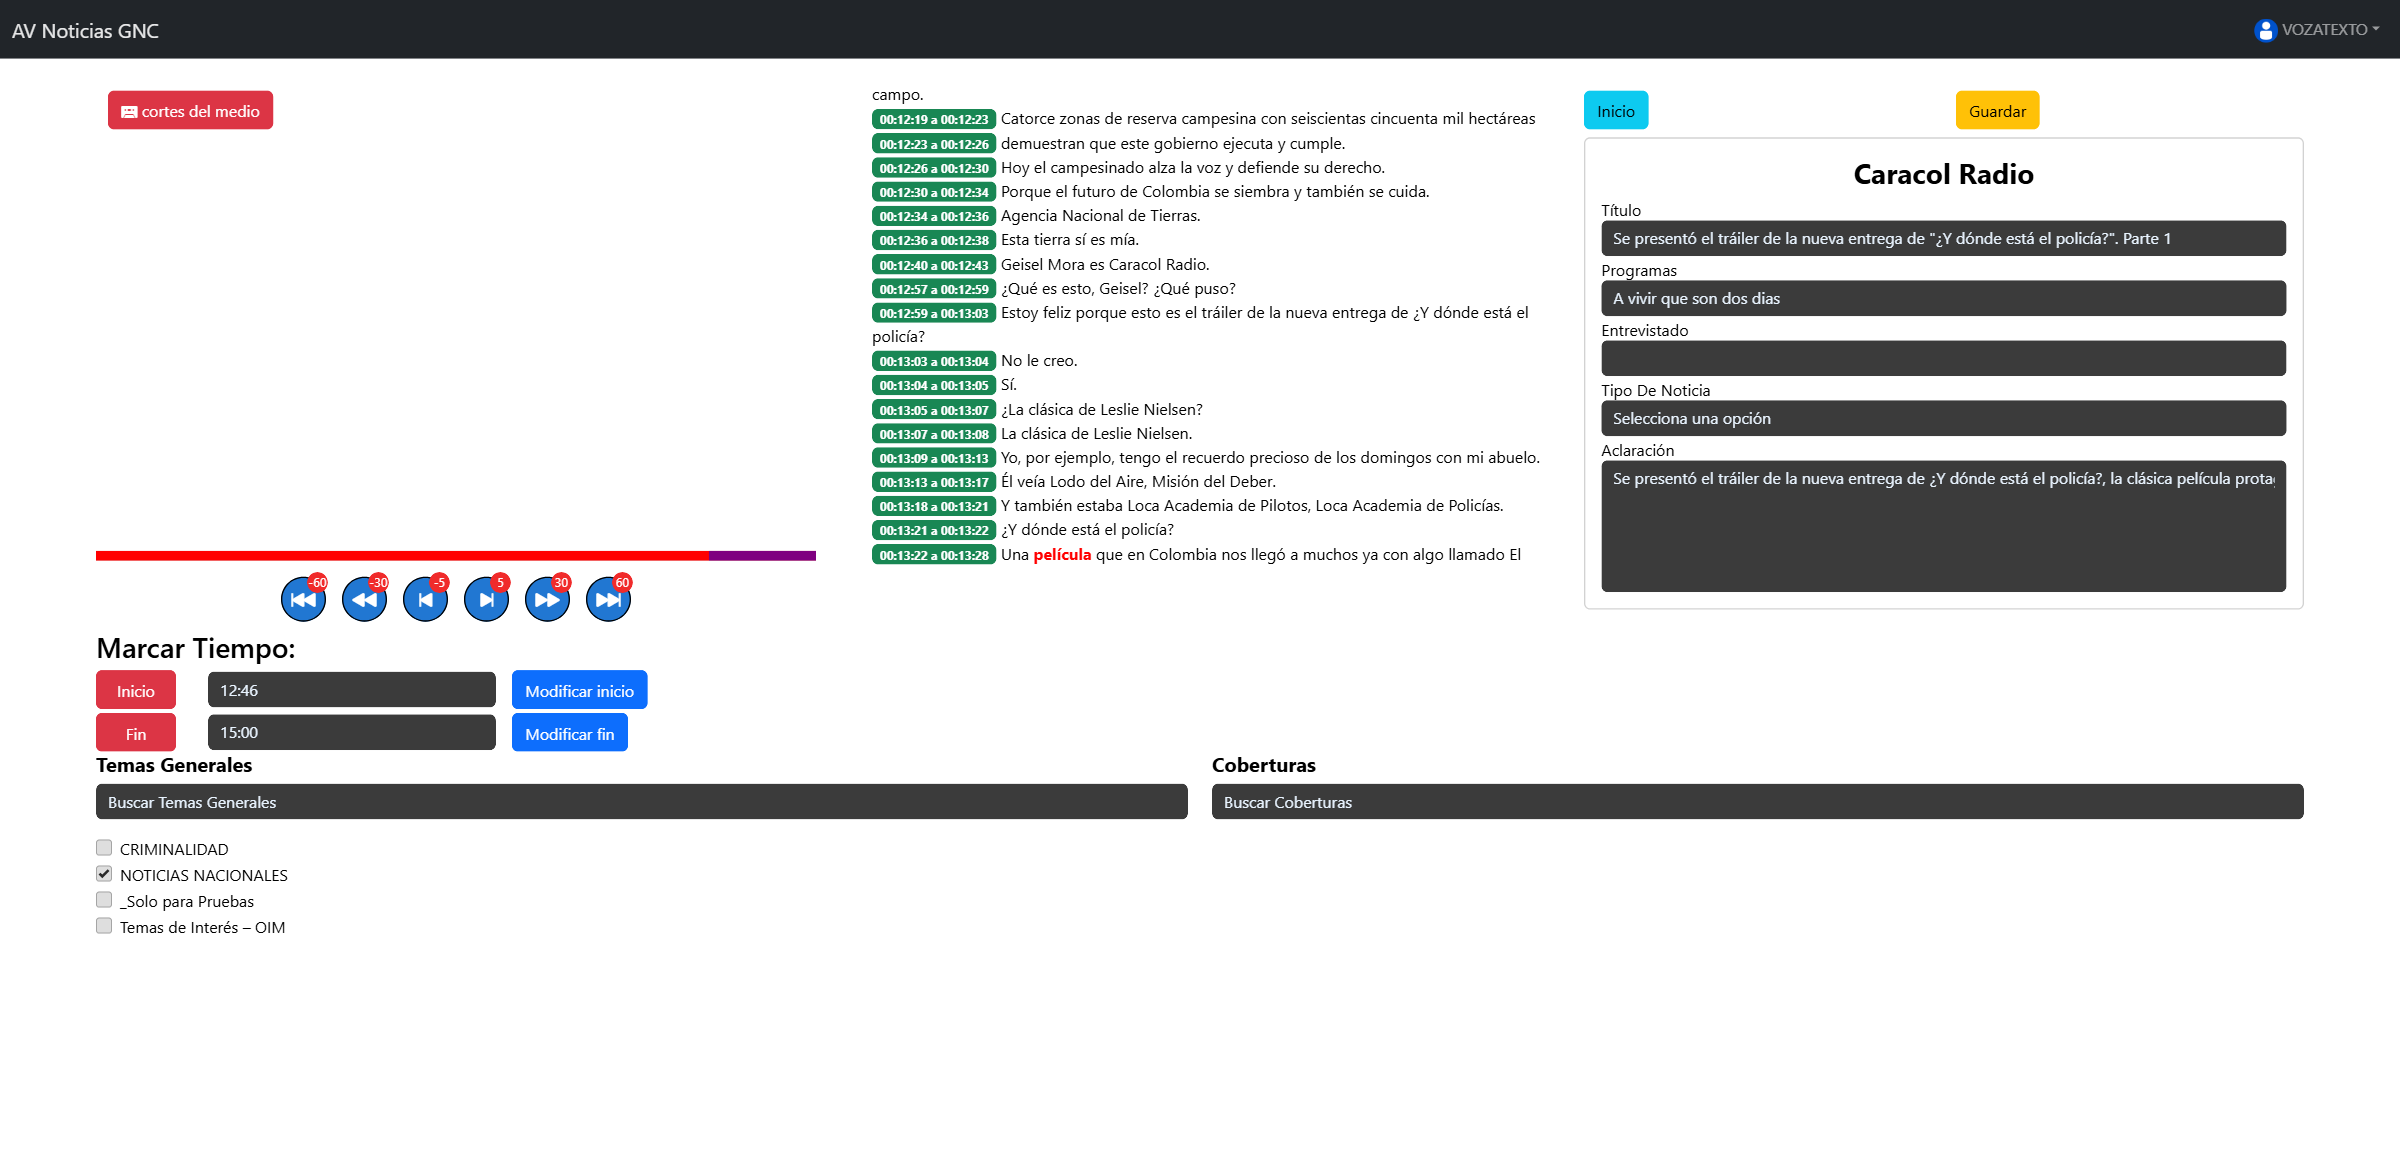 AV Noticias GNC
VOZATEXTO
cortes del medio
-60
-30
-5
5
30
60
Marcar Tiempo:
Inicio
12:46
Modificar inicio
Fin
15:00
Modificar fin
campo.
00:12:19 a 00:12:23 Catorce zonas de reserva campesina con seiscientas cincuenta mil hectáreas
00:12:23 a 00:12:26 demuestran que este gobierno ejecuta y cumple.
00:12:26 a 00:12:30 Hoy el campesinado alza la voz y defiende su derecho.
00:12:30 a 00:12:34 Porque el futuro de Colombia se siembra y también se cuida.
00:12:34 a 00:12:36 Agencia Nacional de Tierras.
00:12:36 a 00:12:38 Esta tierra sí es mía.
00:12:40 a 00:12:43 Geisel Mora es Caracol Radio.
00:12:57 a 00:12:59 ¿Qué es esto, Geisel? ¿Qué puso?
00:12:59 a 00:13:03 Estoy feliz porque esto es el tráiler de la nueva entrega de ¿Y dónde está el
policía?
00:13:03 a 00:13:04 No le creo.
00:13:04 a 00:13:05 Sí.
00:13:05 a 00:13:07 ¿La clásica de Leslie Nielsen?
00:13:07 a 00:13:08 La clásica de Leslie Nielsen.
00:13:09 a 00:13:13 Yo, por ejemplo, tengo el recuerdo precioso de los domingos con mi abuelo.
00:13:13 a 00:13:17 Él veía Lodo del Aire, Misión del Deber.
00:13:18 a 00:13:21 Y también estaba Loca Academia de Pilotos, Loca Academia de Policías.
00:13:21 a 00:13:22 ¿Y dónde está el policía?
00:13:22 a 00:13:28 Una película que en Colombia nos llegó a muchos ya con algo llamado El
Inicio
Guardar
Caracol Radio
Título
Se presentó el tráiler de la nueva entrega de "¿Y dónde está el policía?". Parte 1
Programas
A vivir que son dos dias
Entrevistado
Tipo De Noticia
Selecciona una opción
Aclaración
Se presentó el tráiler de la nueva entrega de ¿Y dónde está el policía?, la clásica película prota
Temas Generales
Buscar Temas Generales
CRIMINALIDAD
NOTICIAS NACIONALES
_Solo para Pruebas
Temas de Interés – OIM
Coberturas
Buscar Coberturas